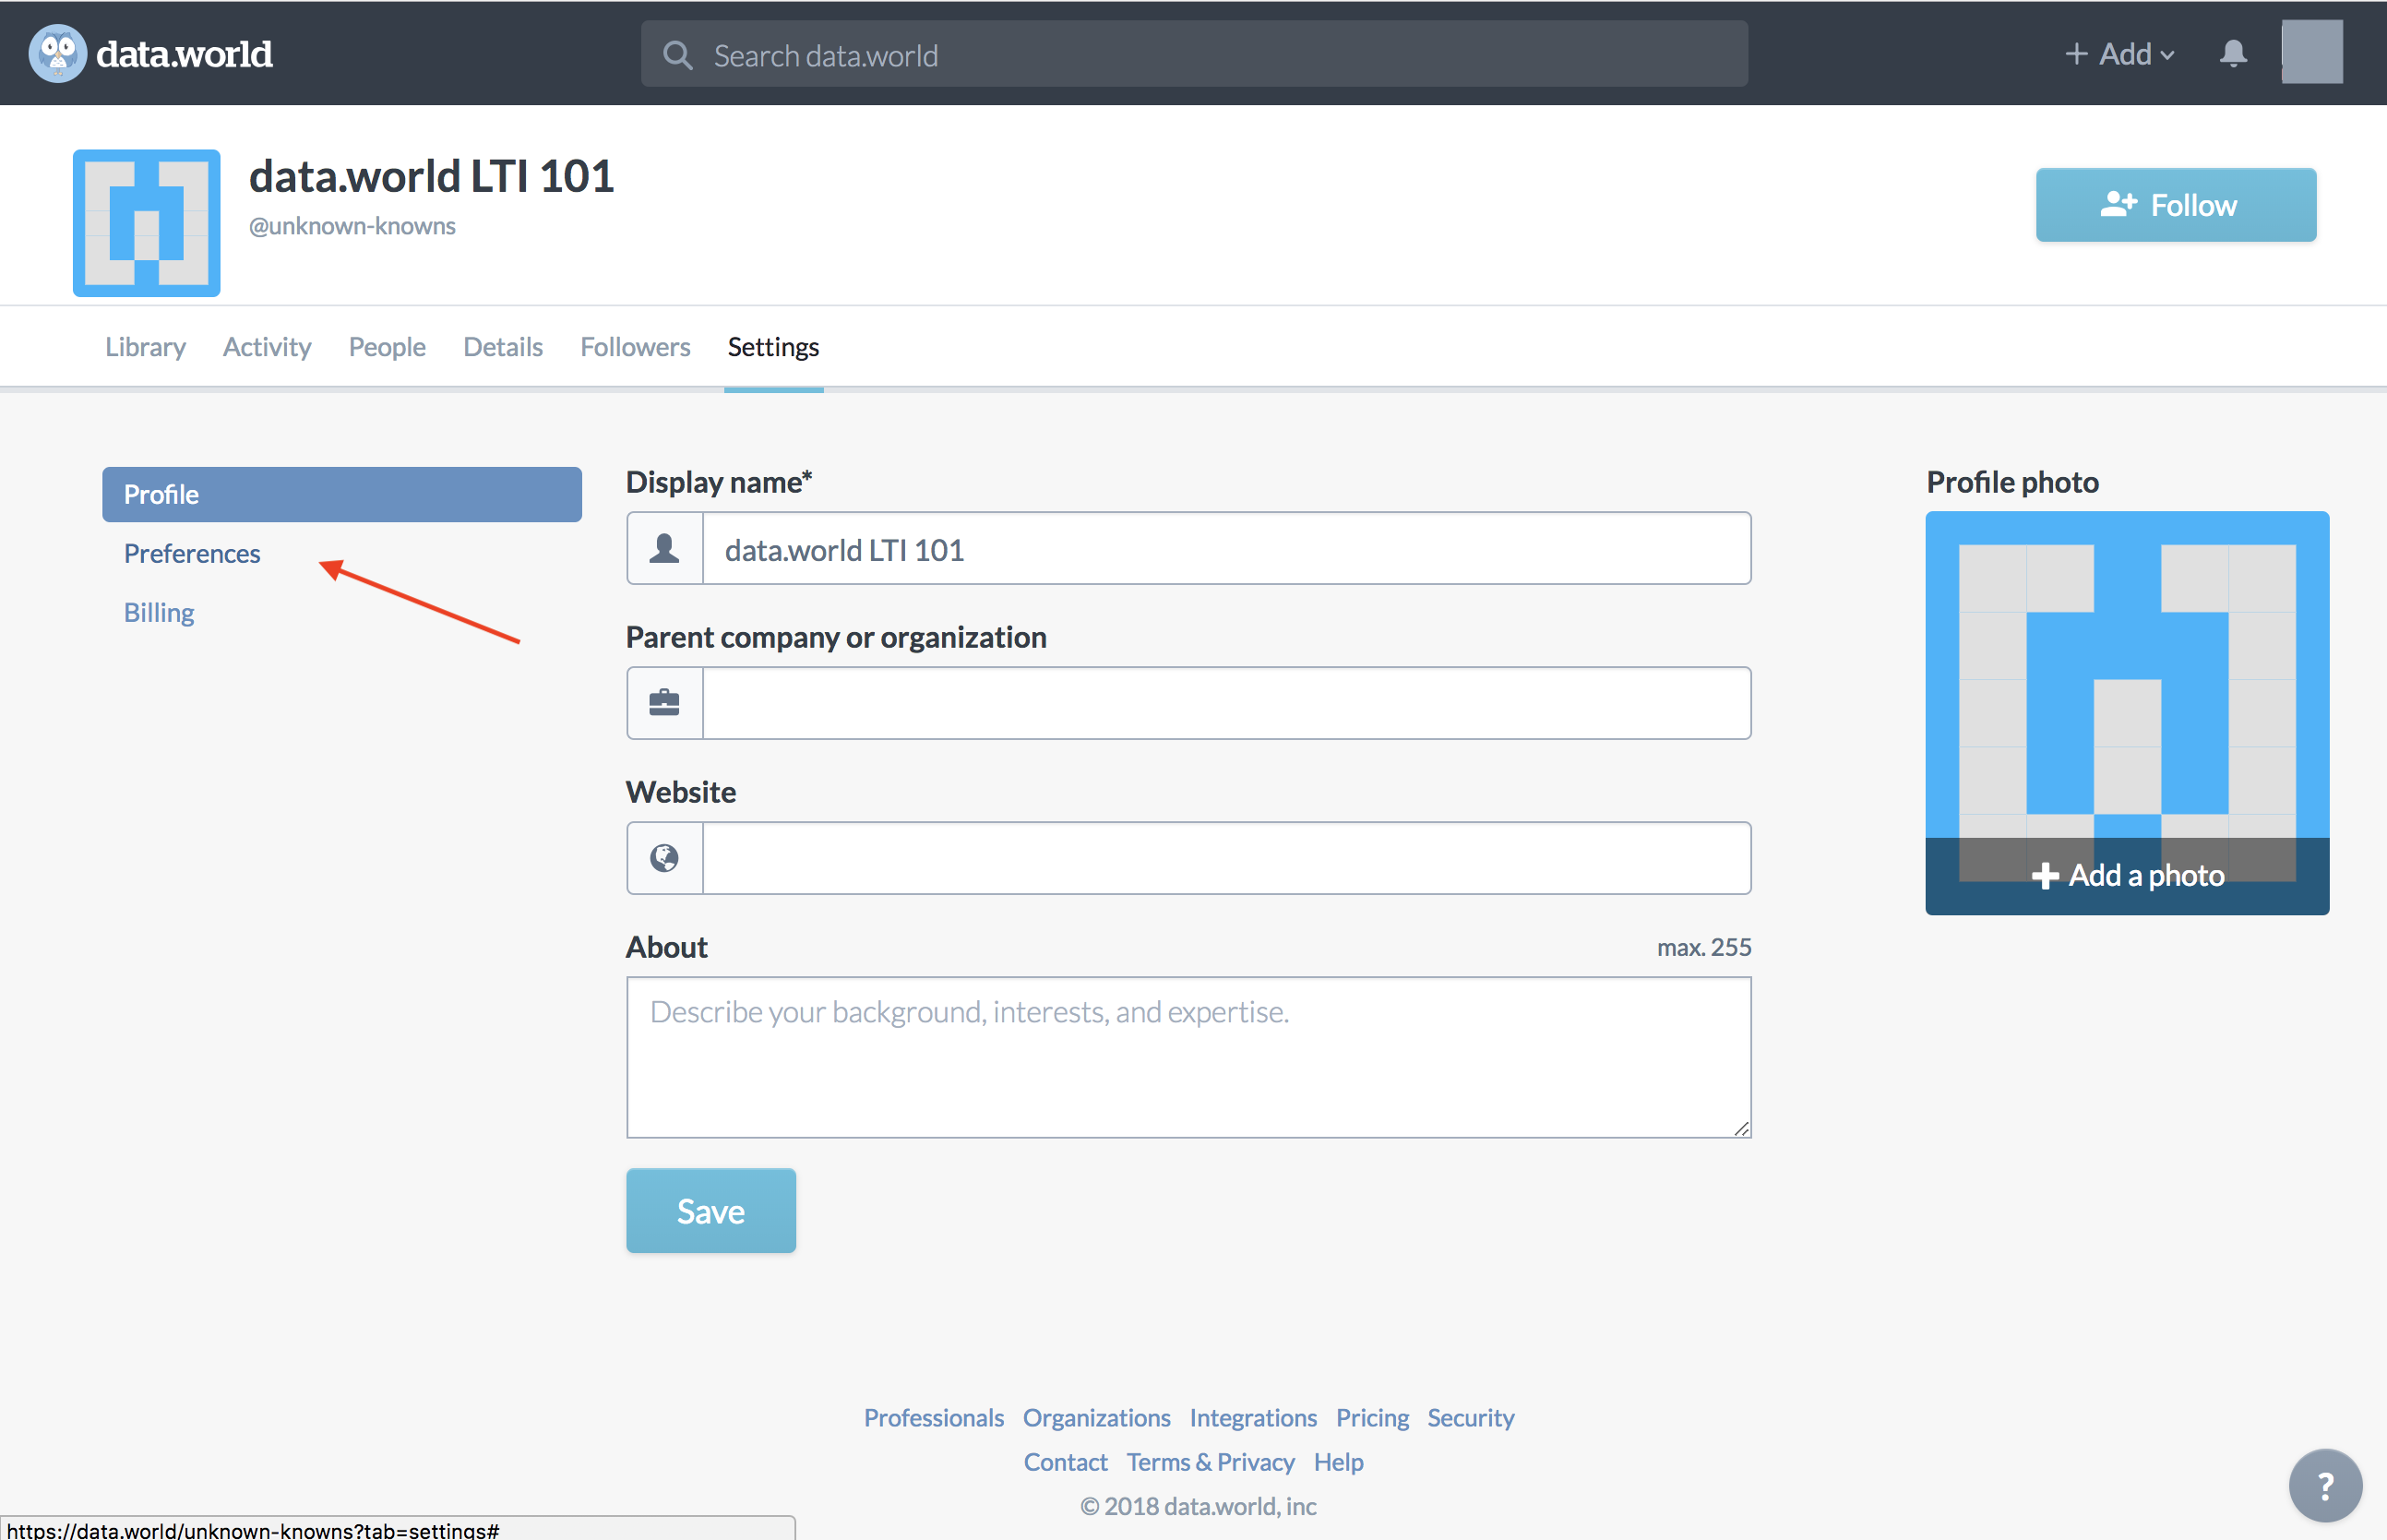 data.world
Search data.world
+ Add
data.world LTI 101
@unknown-knowns
Follow
Library Activity People Details Followers Settings
Profile
Preferences
Billing
Display name*
data.world LTI 101
Parent company or organization
Website
About
max. 255
Describe your background, interests, and expertise.
Save
Profile photo
Add a photo
Professionals Organizations Integrations Pricing Security
Contact Terms & Privacy Help
© 2018 data.world, inc
?
https://data.world/unknown-knowns?tab=settings#